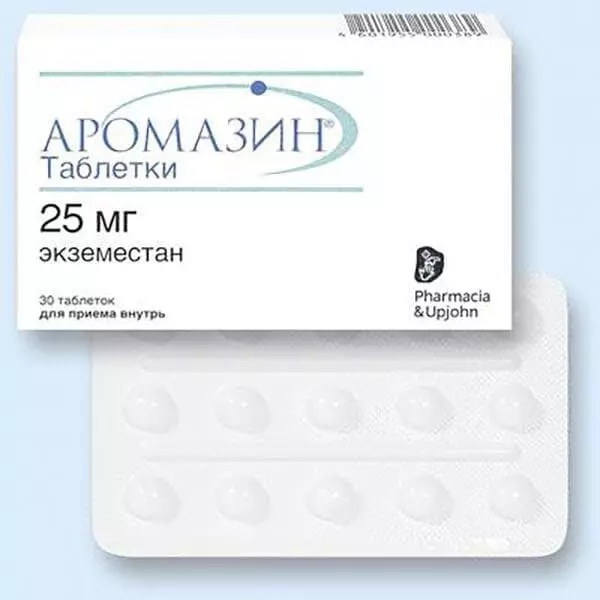 АРОМАЗИН®
Таблетки
25 мг
экземестан
30 таблеток
для приема внутрь
Pharmacia
&Upjohn